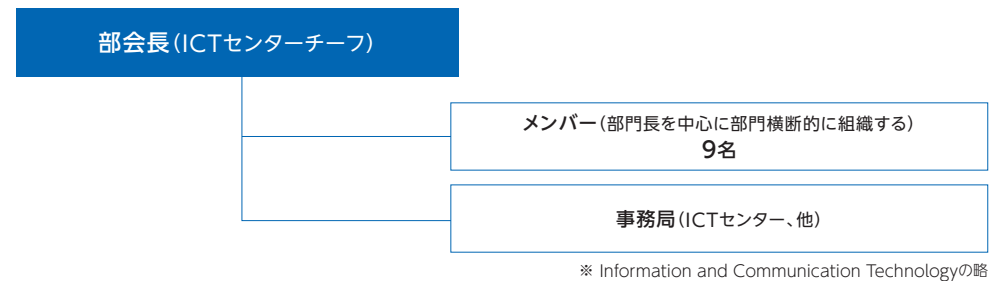 部会長(ICTセンターチーフ)
メンバー(部門長を中心に部門横断的に組織する)
9名
事務局(ICTセンター、他)
※ Information and Communication Technologyの略